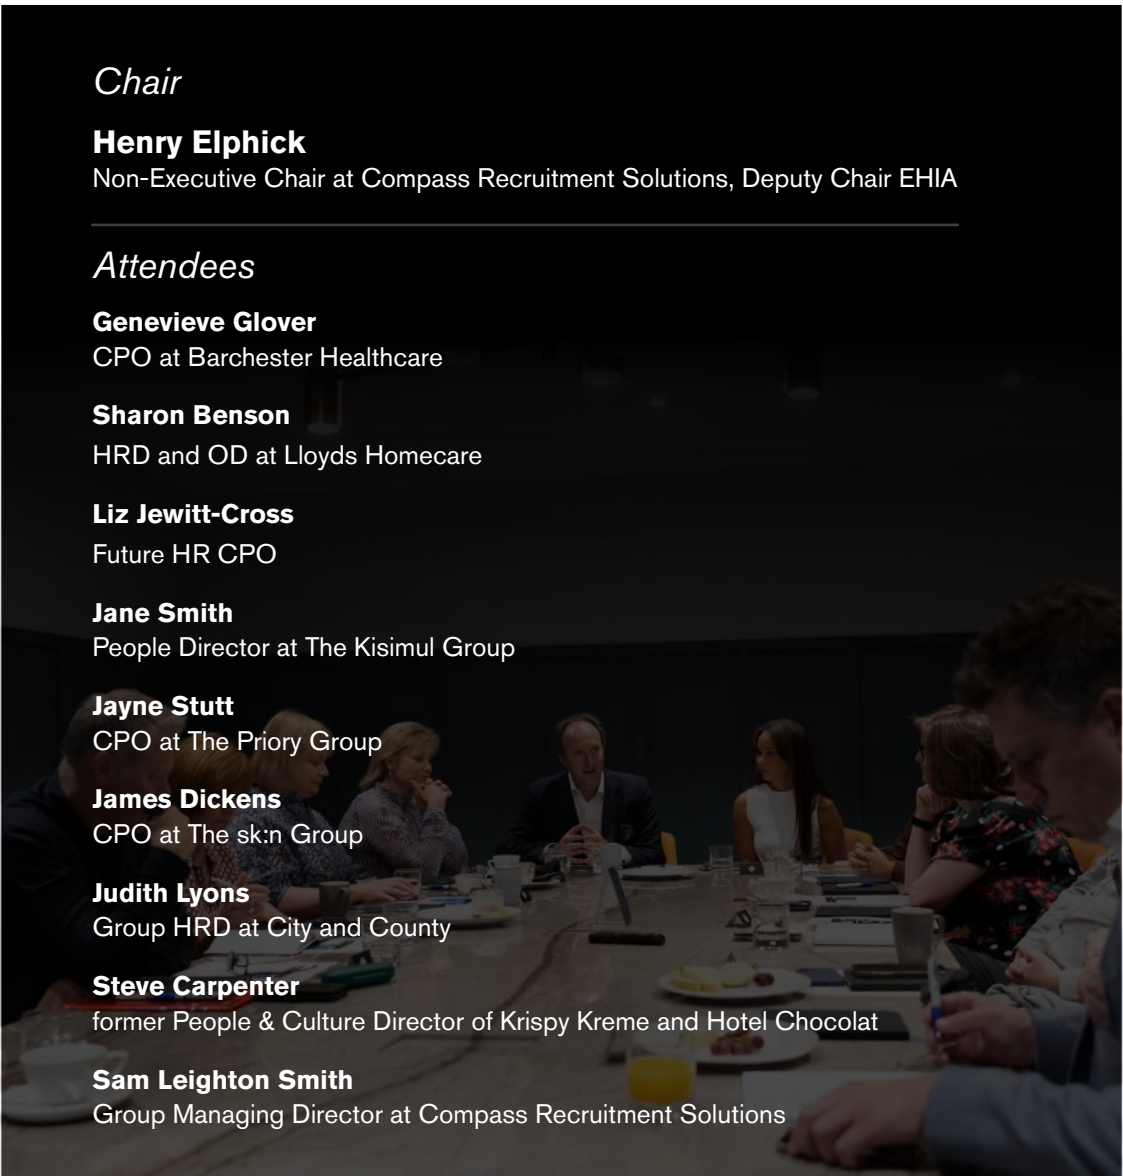 Chair
Henry Elphick
Non-Executive Chair at Compass Recruitment Solutions, Deputy Chair EHIA
Attendees
Genevieve Glover
CPO at Barchester Healthcare
Sharon Benson
HRD and OD at Lloyds Homecare
Liz Jewitt-Cross
Future HR CPO
Jane Smith
People Director at The Kisimul Group
Jayne Stutt
CPO at The Priory Group
James Dickens
CPO at The sk:n Group
Judith Lyons
Group HRD at City and County
Steve Carpenter
former People & Culture Director of Krispy Kreme and Hotel Chocolat
Sam Leighton Smith
Group Managing Director at Compass Recruitment Solutions